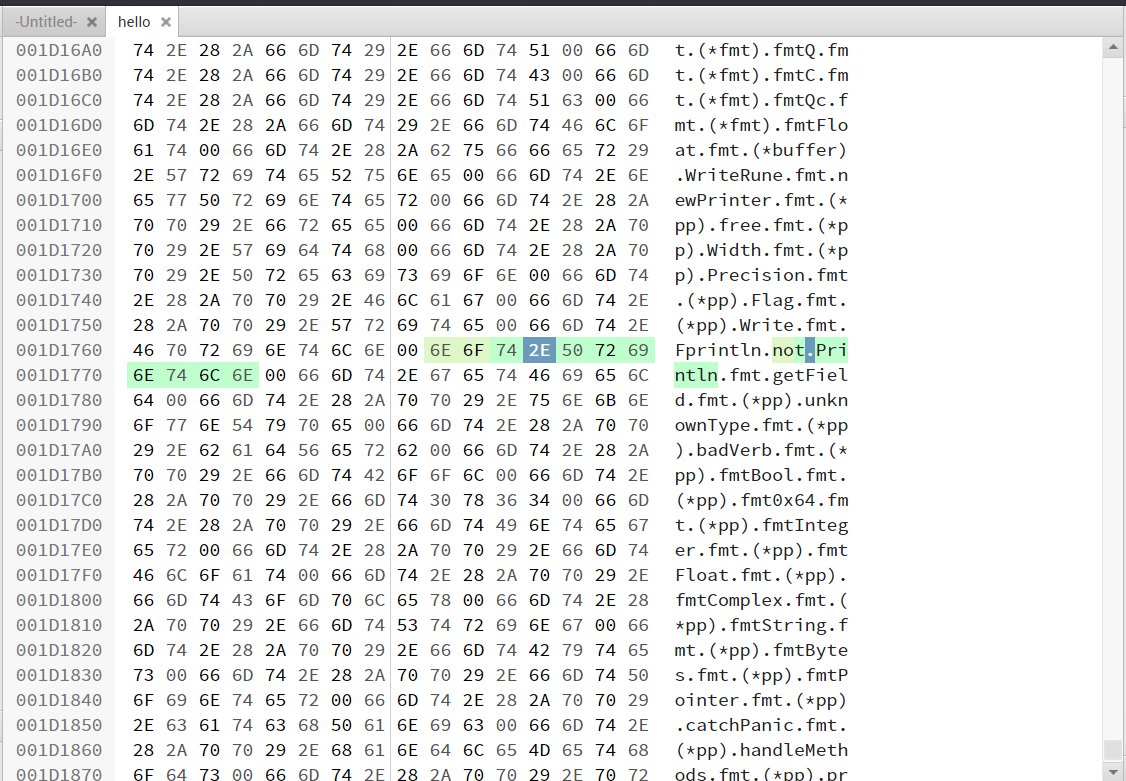 -Untitled- × hello ×
001D16A0 74 2E 28 2A 66 6D 74 29 2E 66 6D 74 51 00 66 6D t.(*fmt).fmtQ.fm
001D16B0 74 2E 28 2A 66 6D 74 29 2E 66 6D 74 43 00 66 6D t.(*fmt).fmtC.fm
001D16C0 74 2E 28 2A 66 6D 74 29 2E 66 6D 74 51 63 00 66 t.(*fmt).fmtQc.f
001D16D0 6D 74 2E 28 2A 66 6D 74 29 2E 66 6D 74 46 6C 6F mt.(*fmt).fmtFlo
001D16E0 61 74 00 66 6D 74 2E 28 2A 62 75 66 66 65 72 29 at.fmt.(*buffer)
001D16F0 2E 57 72 69 74 65 52 75 6E 65 00 66 6D 74 2E 6E .WriteRune.fmt.n
001D1700 65 77 50 72 69 6E 74 65 72 00 66 6D 74 2E 28 2A ewPrinter.fmt.(*
001D1710 70 70 29 2E 66 72 65 65 00 66 6D 74 2E 28 2A 70 pp).free.fmt.(*p
001D1720 70 29 2E 57 69 64 74 68 00 66 6D 74 2E 28 2A 70 p).Width.fmt.(*p
001D1730 70 29 2E 50 72 65 63 69 73 69 6F 6E 00 66 6D 74 p).Precision.fmt
001D1740 2E 28 2A 70 70 29 2E 46 6C 61 67 00 66 6D 74 2E .(*pp).Flag.fmt.
001D1750 28 2A 70 70 29 2E 57 72 69 74 65 00 66 6D 74 2E (*pp).Write.fmt.
001D1760 46 70 72 69 6E 74 6C 6E 00 6E 6F 74 2E 50 72 69 Fprintln.not.Pri
001D1770 6E 74 6C 6E 00 66 6D 74 2E 67 65 74 46 69 65 6C ntln.fmt.getFiel
001D1780 64 00 66 6D 74 2E 28 2A 70 70 29 2E 75 6E 6B 6E d.fmt.(*pp).unkn
001D1790 6F 77 6E 54 79 70 65 00 66 6D 74 2E 28 2A 70 70 ownType.fmt.(*pp
001D17A0 29 2E 62 61 64 56 65 72 62 00 66 6D 74 2E 28 2A ).badVerb.fmt.(*
001D17B0 70 70 29 2E 66 6D 74 42 6F 6F 6C 00 66 6D 74 2E pp).fmtBool.fmt.
001D17C0 28 2A 70 70 29 2E 66 6D 74 30 78 36 34 00 66 6D (*pp).fmt0x64.fm
001D17D0 74 2E 28 2A 70 70 29 2E 66 6D 74 49 6E 74 65 67 t.(*pp).fmtInteg
001D17E0 65 72 00 66 6D 74 2E 28 2A 70 70 29 2E 66 6D 74 er.fmt.(*pp).fmt
001D17F0 46 6C 6F 61 74 00 66 6D 74 2E 28 2A 70 70 29 2E Float.fmt.(*pp).
001D1800 66 6D 74 43 6F 6D 70 6C 65 78 00 66 6D 74 2E 28 fmtComplex.fmt.(
001D1810 2A 70 70 29 2E 66 6D 74 53 74 72 69 6E 67 00 66 *pp).fmtString.f
001D1820 6D 74 2E 28 2A 70 70 29 2E 66 6D 74 42 79 74 65 mt.(*pp).fmtByte
001D1830 73 00 66 6D 74 2E 28 2A 70 70 29 2E 66 6D 74 50 s.fmt.(*pp).fmtP
001D1840 6F 69 6E 74 65 72 00 66 6D 74 2E 28 2A 70 70 29 ointer.fmt.(*pp)
001D1850 2E 63 61 74 63 68 50 61 6E 69 63 00 66 6D 74 2E .catchPanic.fmt.
001D1860 28 2A 70 70 29 2E 68 61 6E 64 6C 65 4D 65 74 68 (*pp).handleMeth
001D1870 6F 64 73 00 66 6D 74 2E 28 2A 70 70 29 2E 70 72 ods.fmt.(*pp).pr